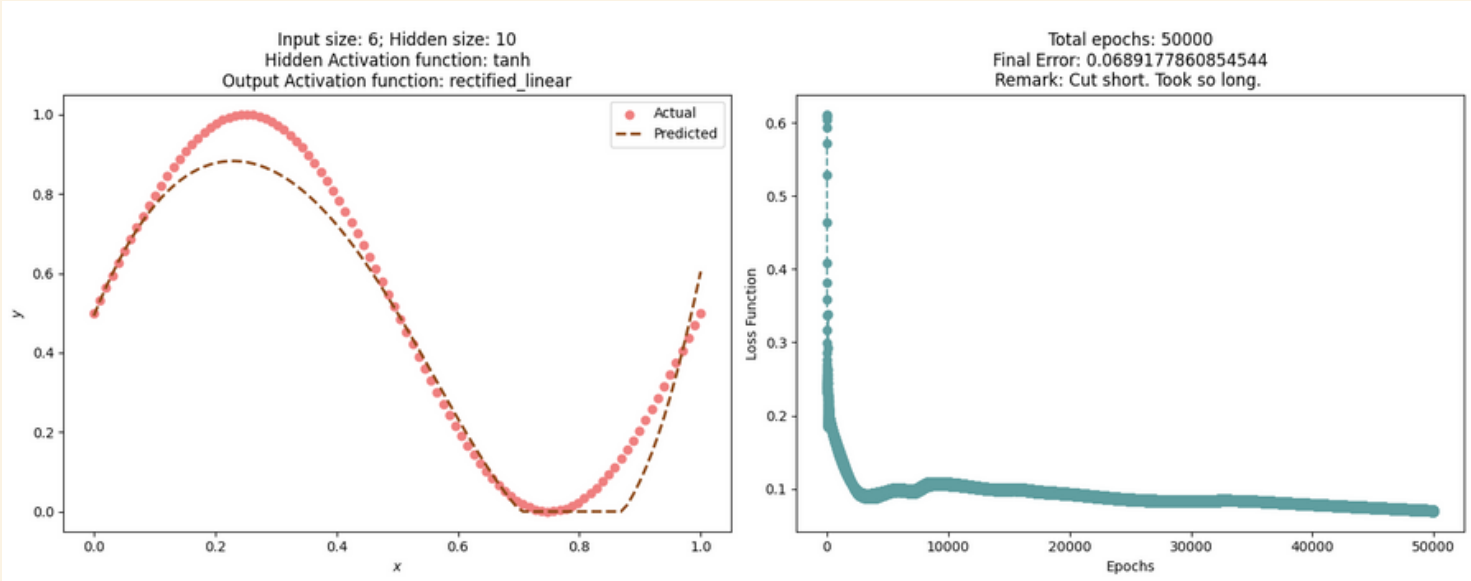 Input size: 6; Hidden size: 10
Hidden Activation function: tanh
Output Activation function: rectified_linear
Actual
Predicted
1.0
0.8
0.6
0.4
0.2
0.0
y
0.0 0.2 0.4 0.6 0.8 1.0
x
Total epochs: 50000
Final Error: 0.0689177860854544
Remark: Cut short. Took so long.
0.6
0.5
0.4
0.3
0.2
0.1
Loss Function
0 10000 20000 30000 40000 50000
Epochs